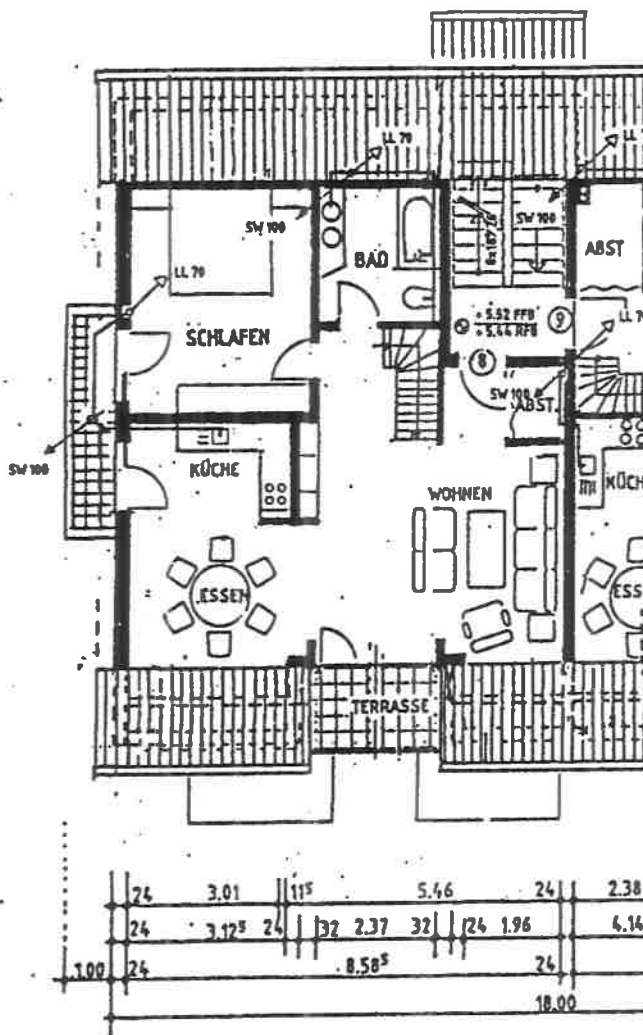 LL 70
LL
SW 100
SW 100
6x18⁷/28
BAD
ABST
LL 70
+ 5.52 FFB
+ 5.44 RFB
9
LL 7
SCHLAFEN
8
SW 100
ABST.
SW 100
KÜCHE
WOHNEN
KÜCH
ESSEN
ESS
TERRASSE
24 3.01 11⁵ 5.46 24 2.38
24 3.12⁵ 24 32 2.37 32 24 1.96 4.14
1.00 24 8.58⁵ 24
18.00